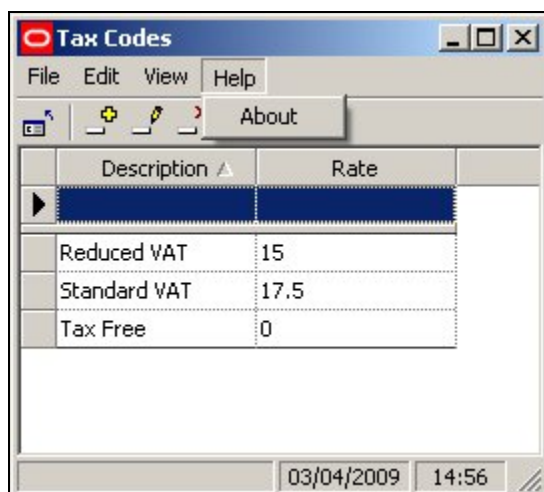 Tax Codes
File Edit View Help
About
Description Rate
Reduced VAT 15
Standard VAT 17.5
Tax Free 0
03/04/2009 14:56